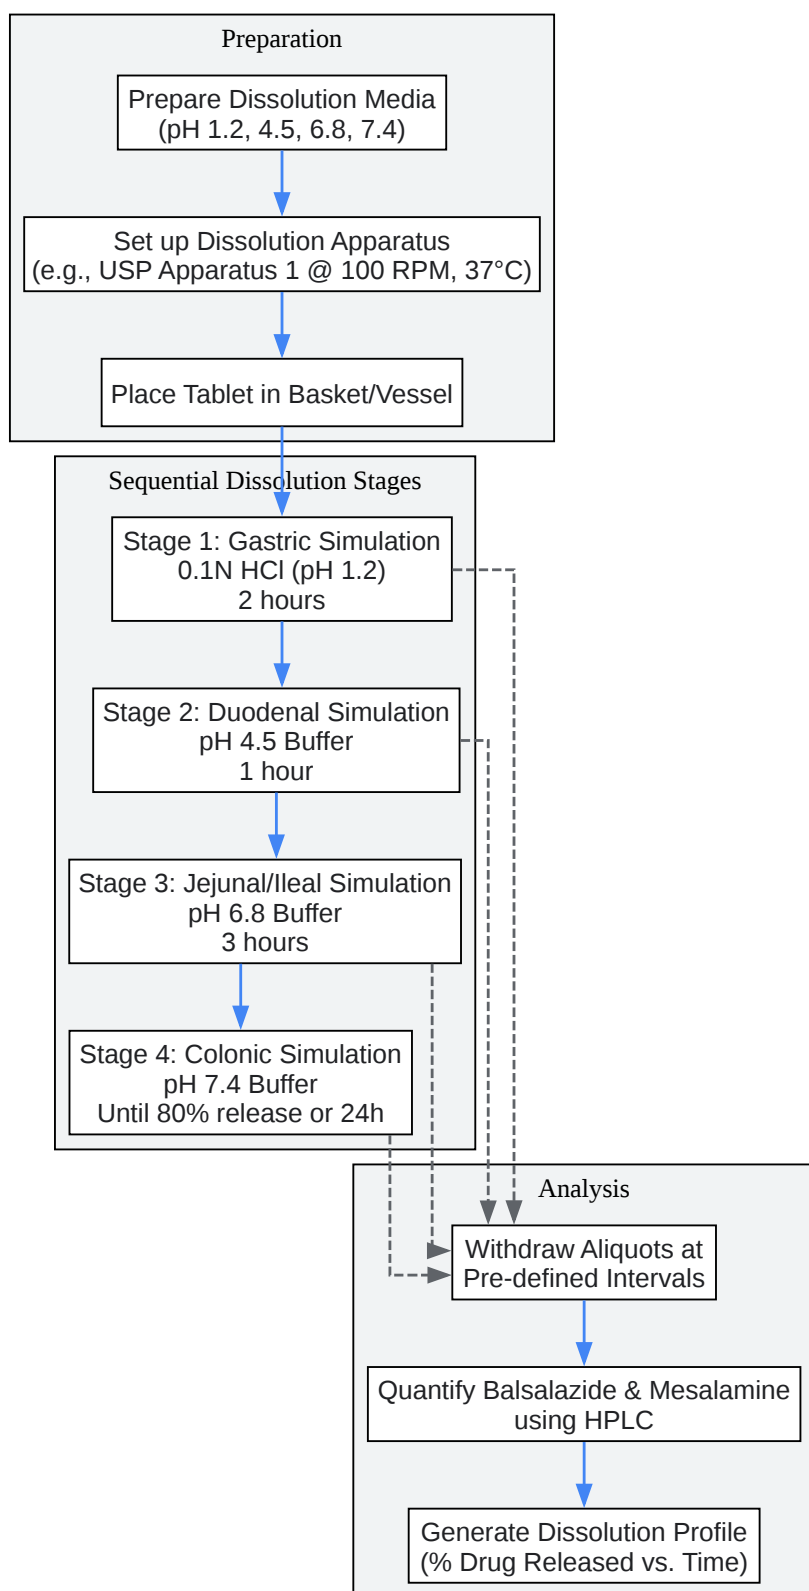 Preparation
Prepare Dissolution Media
(pH 1.2, 4.5, 6.8, 7.4)
Set up Dissolution Apparatus
(e.g., USP Apparatus 1 @ 100 RPM, 37°C)
Place Tablet in Basket/Vessel
Sequential Dissolution Stages
Stage 1: Gastric Simulation
0.1N HCl (pH 1.2)
2 hours
Stage 2: Duodenal Simulation
pH 4.5 Buffer
1 hour
Stage 3: Jejunal/Ileal Simulation
pH 6.8 Buffer
3 hours
Stage 4: Colonic Simulation
pH 7.4 Buffer
Until 80% release or 24h
Analysis
Withdraw Aliquots at
Pre-defined Intervals
Quantify Balsalazide & Mesalamine
using HPLC
Generate Dissolution Profile
(% Drug Released vs. Time)